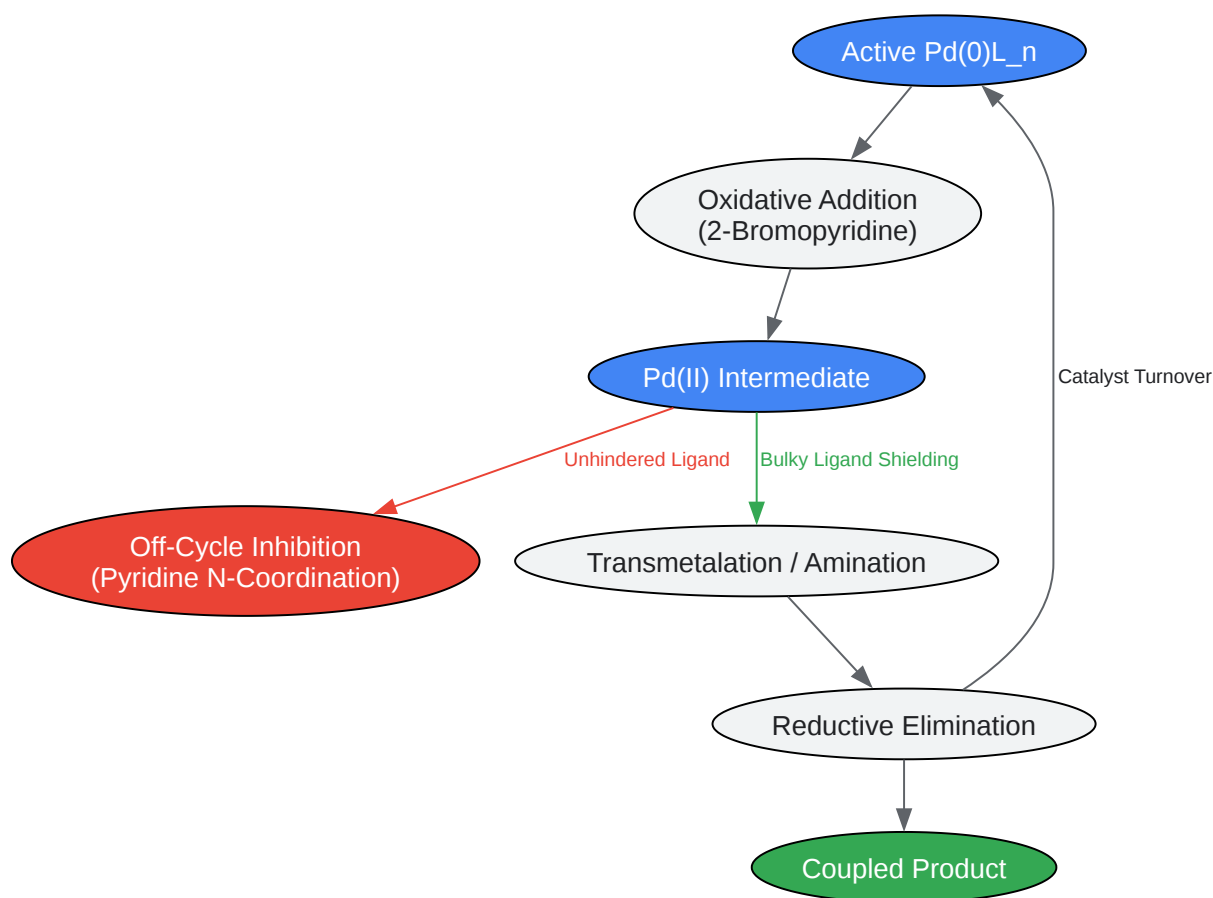 Active Pd(0)L_n
Oxidative Addition
(2-Bromopyridine)
Pd(II) Intermediate
Catalyst Turnover
Unhindered Ligand
Bulky Ligand Shielding
Off-Cycle Inhibition
(Pyridine N-Coordination)
Transmetalation / Amination
Reductive Elimination
Coupled Product